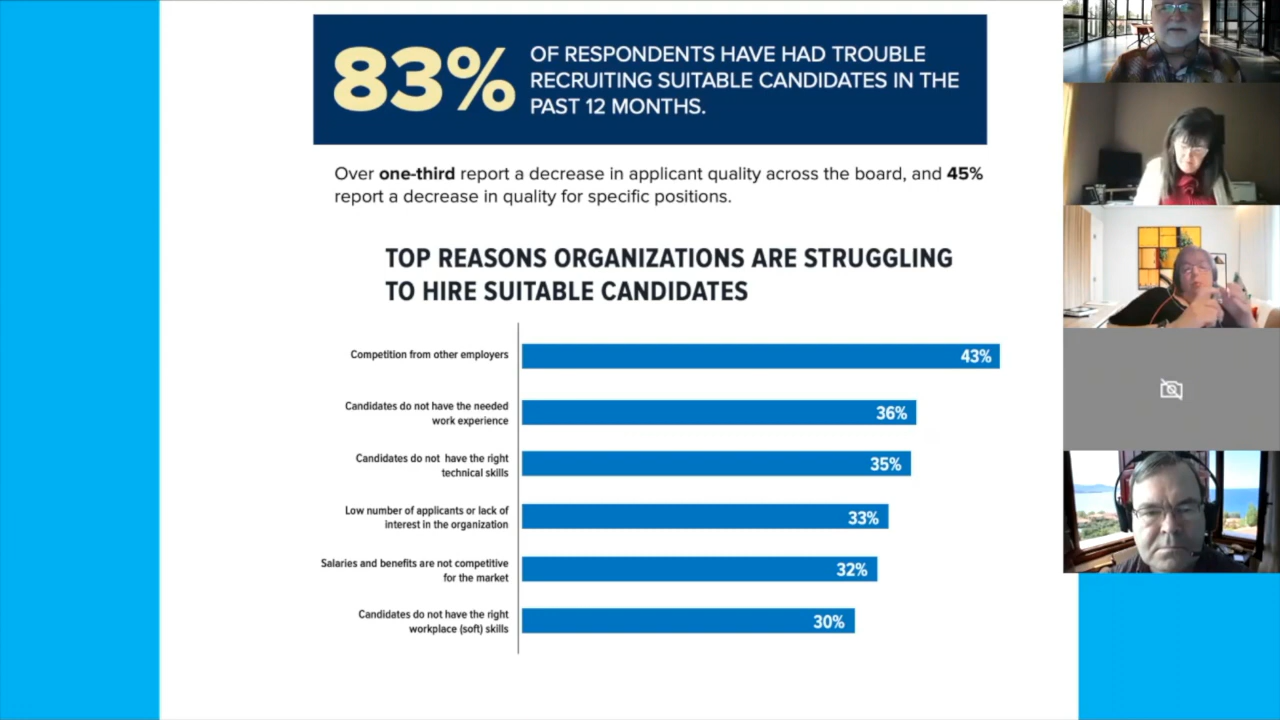 83%
OF RESPONDENTS HAVE HAD TROUBLE
RECRUITING SUITABLE CANDIDATES IN THE
PAST 12 MONTHS.
Over one-third report a decrease in applicant quality across the board, and 45%
report a decrease in quality for specific positions.
TOP REASONS ORGANIZATIONS ARE STRUGGLING
TO HIRE SUITABLE CANDIDATES
Competition from other employers
43%
Candidates do not have the needed
work experience
36%
Candidates do not have the right
technical skills
35%
Low number of applicants or lack of
interest in the organization
33%
Salaries and benefits are not competitive
for the market
32%
Candidates do not have the right
workplace (soft) skills
30%